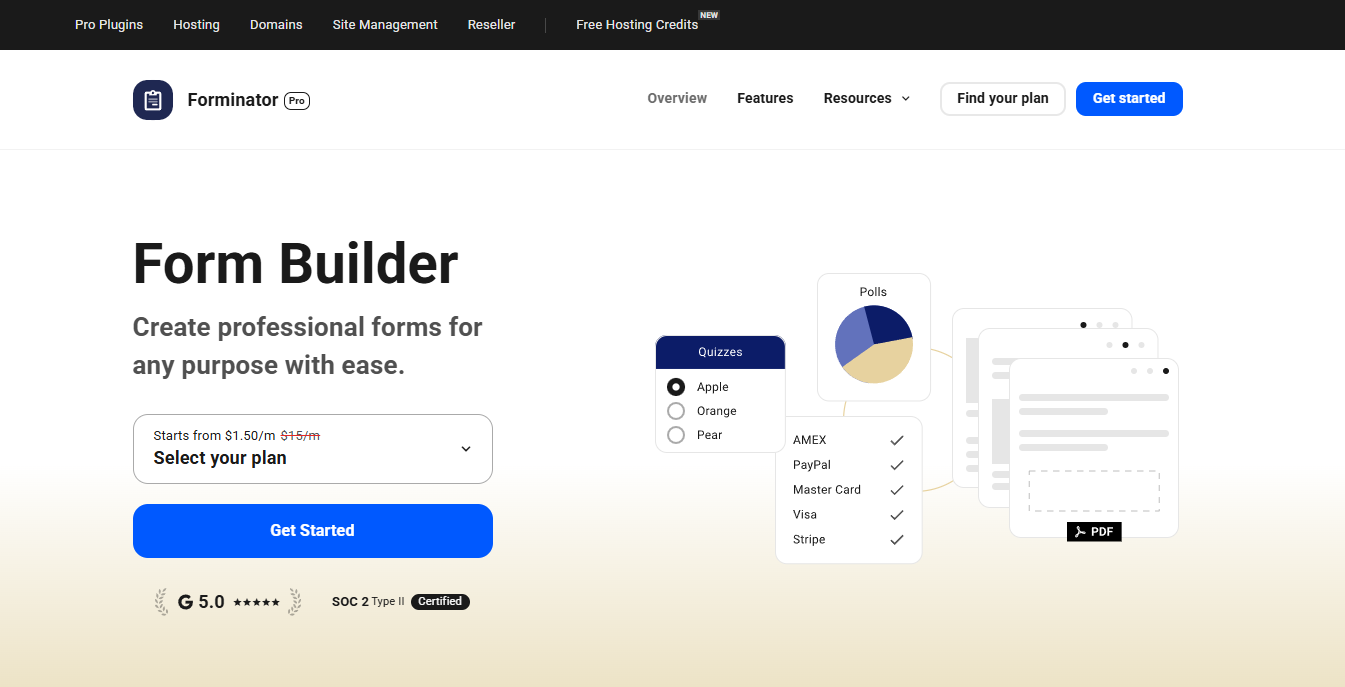 Pro Plugins Hosting Domains Site Management Reseller Free Hosting Credits NEW
Forminator Pro
Overview Features Resources Find your plan Get started
Form Builder
Create professional forms for
any purpose with ease.
Starts from $1.50/m $15/m
Select your plan
Get Started
G 5.0 ★★★★★
SOC 2 Type II Certified
Quizzes
Apple
Orange
Pear
Polls
AMEX
PayPal
Master Card
Visa
Stripe
PDF